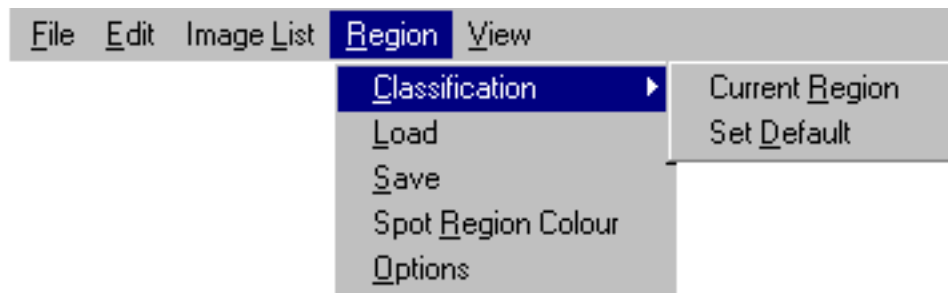 File Edit Image List Region View
Classification Current Region
Load Set Default
Save
Spot Region Colour
Options